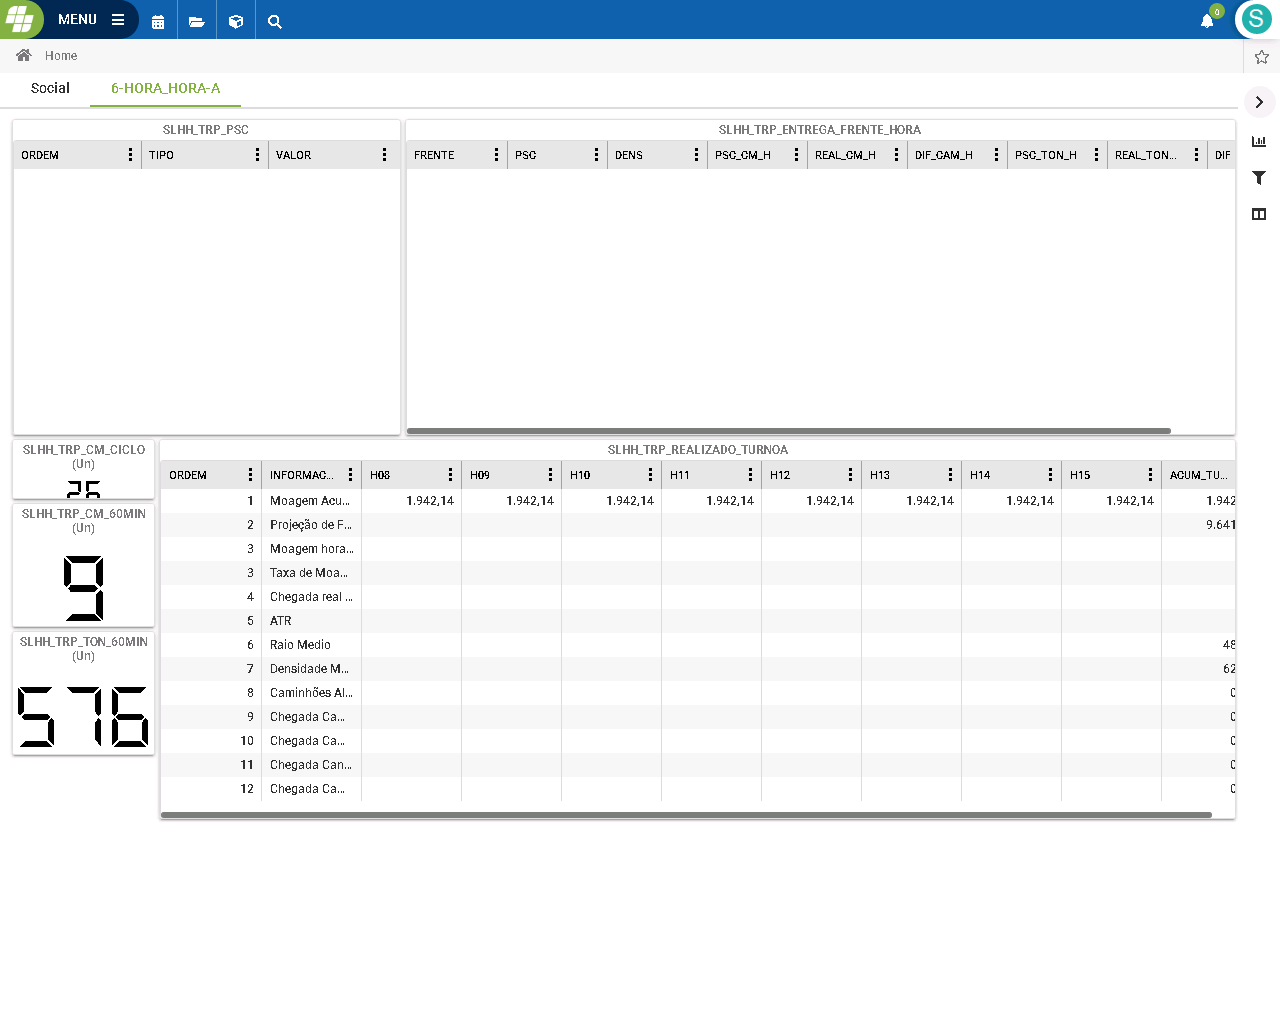 MENU
0
S
Home
Social 6-HORA_HORA-A
SLHH_TRP_PSC
ORDEM TIPO VALOR
SLHH_TRP_ENTREGA_FRENTE_HORA
FRENTE PSC DENS PSC_CM_H REAL_CM_H DIF_CAM_H PSC_TON_H REAL_TON... DIF
SLHH_TRP_CM_CICLO
(Un)
SLHH_TRP_CM_60MIN
(Un)
9
SLHH_TRP_TON_60MIN
(Un)
576
SLHH_TRP_REALIZADO_TURNOA
ORDEM INFORMAC... H08 H09 H10 H11 H12 H13 H14 H15 ACUM_TU...
1 Moagem Acu... 1.942,14 1.942,14 1.942,14 1.942,14 1.942,14 1.942,14 1.942,14 1.942,14 1.942
2 Projeção de F... 9.641
3 Moagem hora...
3 Taxa de Moa...
4 Chegada real ...
5 ATR
6 Raio Medio 48
7 Densidade M... 62
8 Caminhões Al... 0
9 Chegada Ca... 0
10 Chegada Ca... 0
11 Chegada Can... 0
12 Chegada Ca... 0